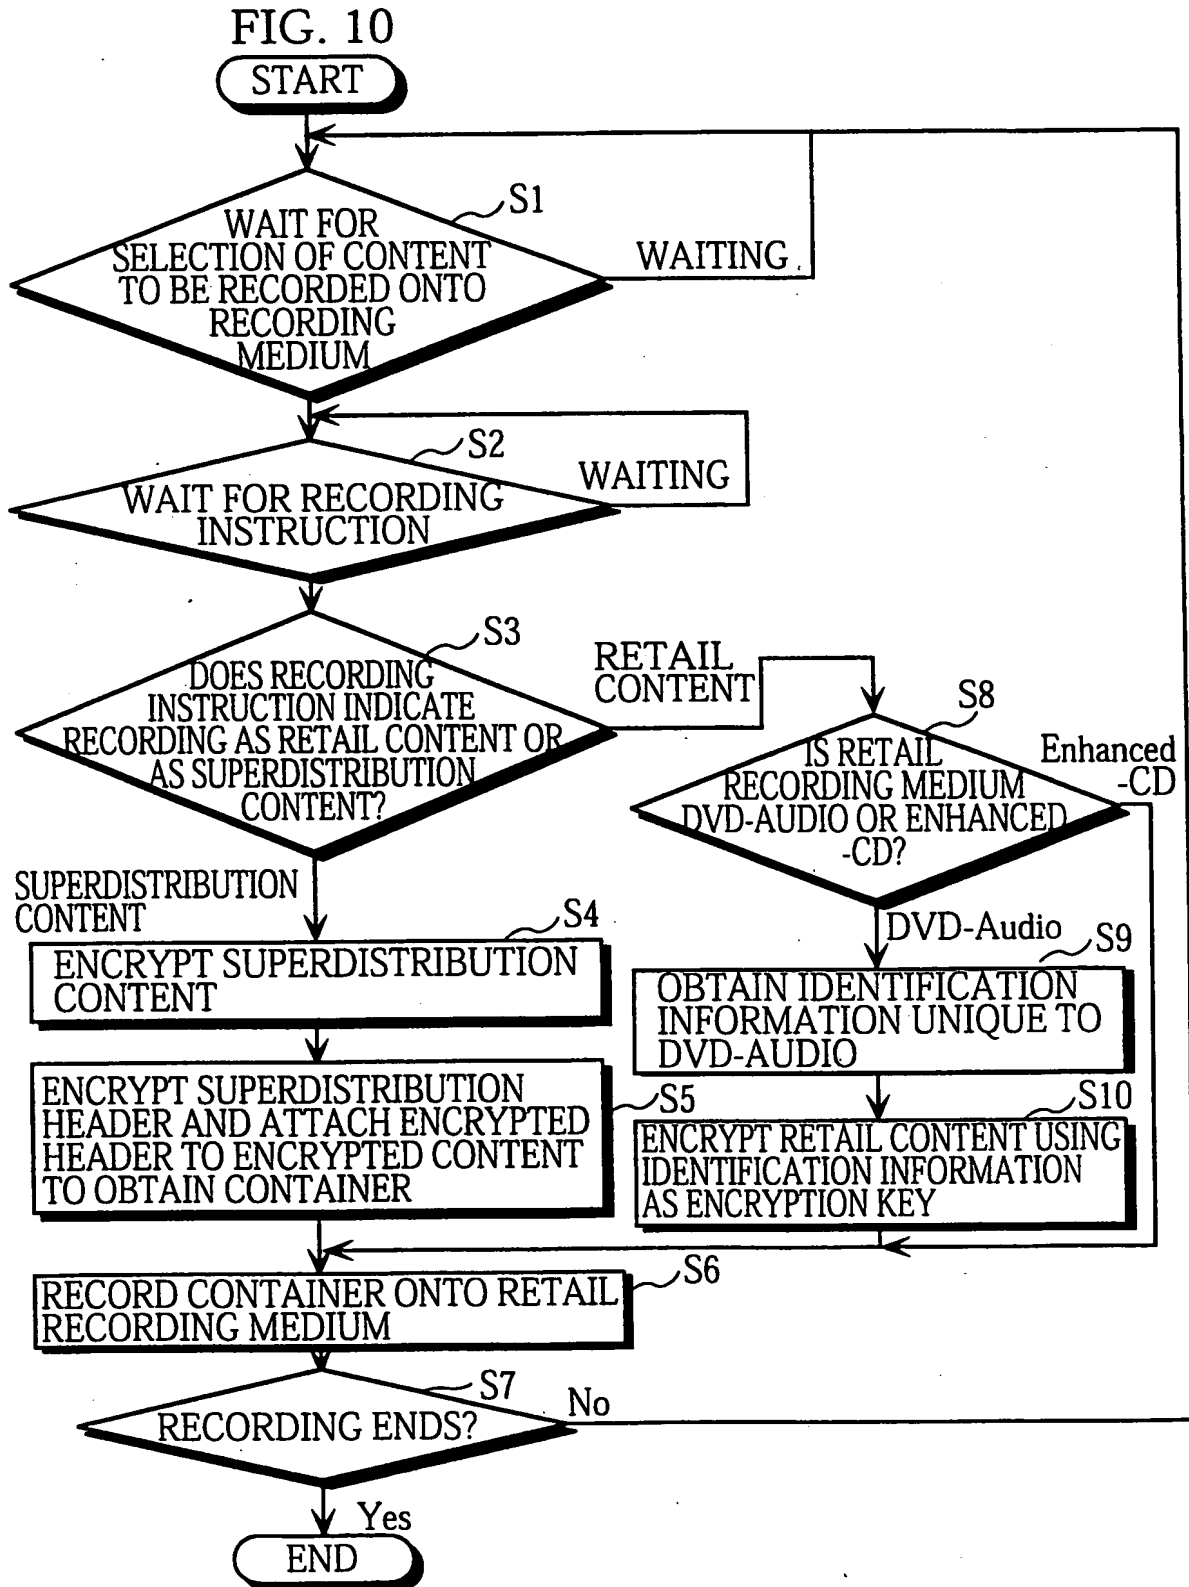 FIG. 10
START
S1
WAIT FOR
SELECTION OF CONTENT
TO BE RECORDED ONTO
RECORDING
MEDIUM
WAITING
S2
WAIT FOR RECORDING
INSTRUCTION
WAITING
S3
DOES RECORDING
INSTRUCTION INDICATE
RECORDING AS RETAIL CONTENT OR
AS SUPERDISTRIBUTION
CONTENT?
RETAIL
CONTENT
S8
IS RETAIL
RECORDING MEDIUM
DVD-AUDIO OR ENHANCED
-CD?
Enhanced
-CD
SUPERDISTRIBUTION
CONTENT
S4
ENCRYPT SUPERDISTRIBUTION
CONTENT
DVD-Audio
S9
OBTAIN IDENTIFICATION
INFORMATION UNIQUE TO
DVD-AUDIO
ENCRYPT SUPERDISTRIBUTION
HEADER AND ATTACH ENCRYPTED
HEADER TO ENCRYPTED CONTENT
TO OBTAIN CONTAINER
S5
S10
ENCRYPT RETAIL CONTENT USING
IDENTIFICATION INFORMATION
AS ENCRYPTION KEY
S6
RECORD CONTAINER ONTO RETAIL
RECORDING MEDIUM
S7
RECORDING ENDS?
No
Yes
END